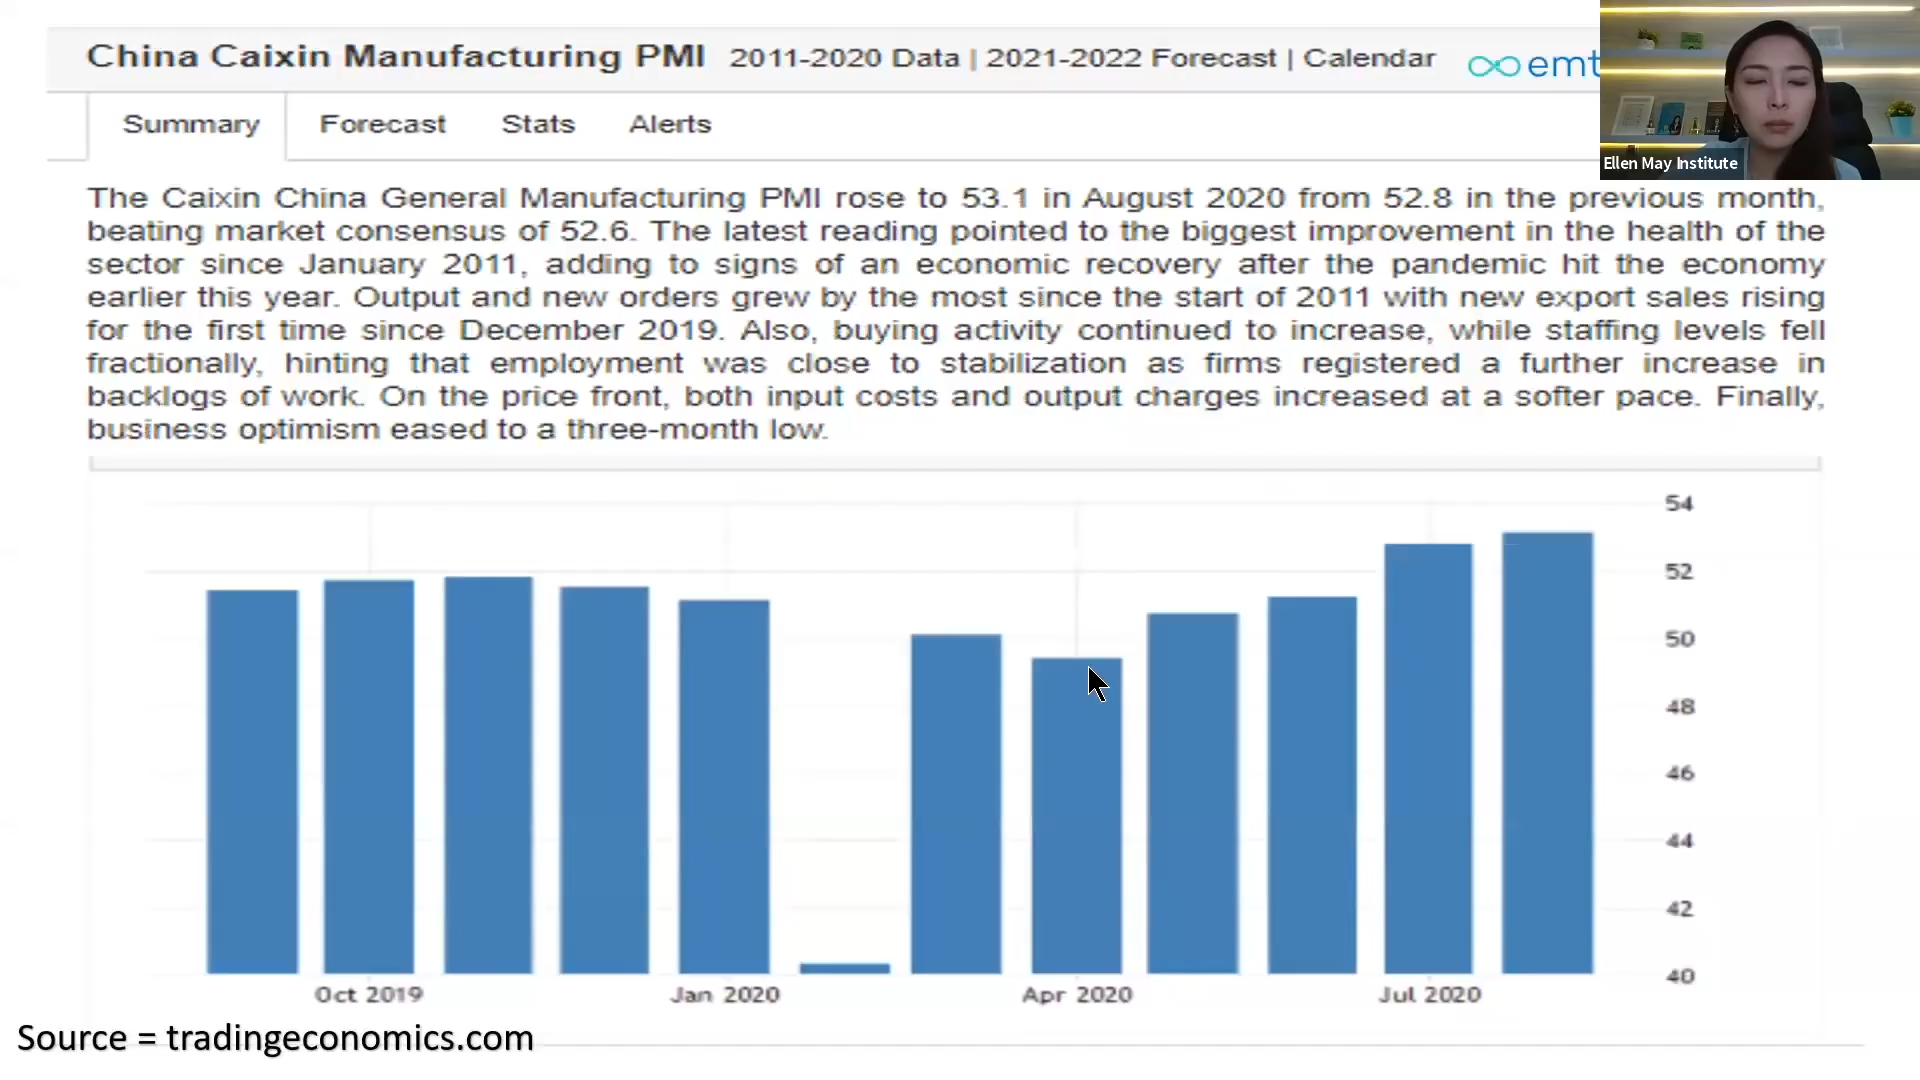 China Caixin Manufacturing PMI 2011-2020 Data | 2021-2022 Forecast | Calendar
emt
Ellen May Institute
Summary Forecast Stats Alerts
The Caixin China General Manufacturing PMI rose to 53.1 in August 2020 from 52.8 in the previous month,
beating market consensus of 52.6. The latest reading pointed to the biggest improvement in the health of the
sector since January 2011, adding to signs of an economic recovery after the pandemic hit the economy
earlier this year. Output and new orders grew by the most since the start of 2011 with new export sales rising
for the first time since December 2019. Also, buying activity continued to increase, while staffing levels fell
fractionally, hinting that employment was close to stabilization as firms registered a further increase in
backlogs of work. On the price front, both input costs and output charges increased at a softer pace. Finally,
business optimism eased to a three-month low.
54
52
50
48
46
44
42
40
Oct 2019 Jan 2020 Apr 2020 Jul 2020
Source = tradingeconomics.com